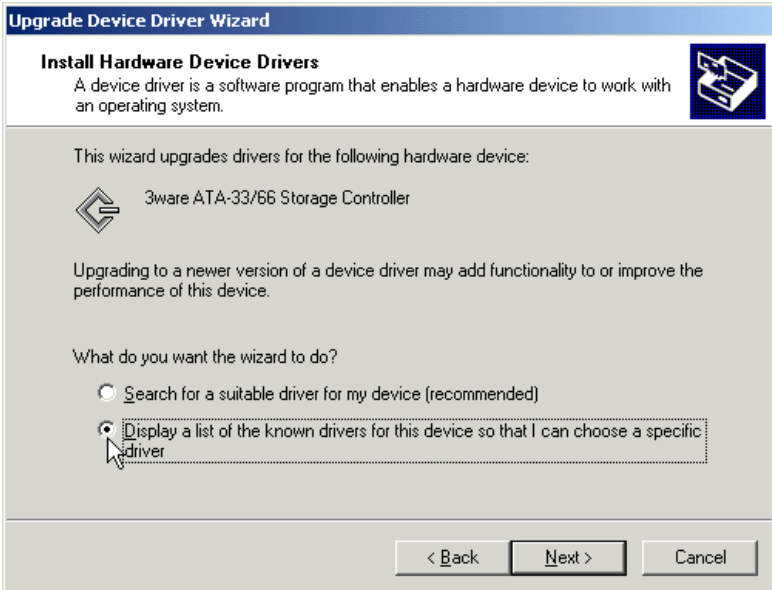 Upgrade Device Driver Wizard
Install Hardware Device Drivers
A device driver is a software program that enables a hardware device to work with
an operating system.
This wizard upgrades drivers for the following hardware device:
3ware ATA-33/66 Storage Controller
Upgrading to a newer version of a device driver may add functionality to or improve the
performance of this device.
What do you want the wizard to do?
Search for a suitable driver for my device (recommended)
Display a list of the known drivers for this device so that I can choose a specific
driver
< Back Next > Cancel